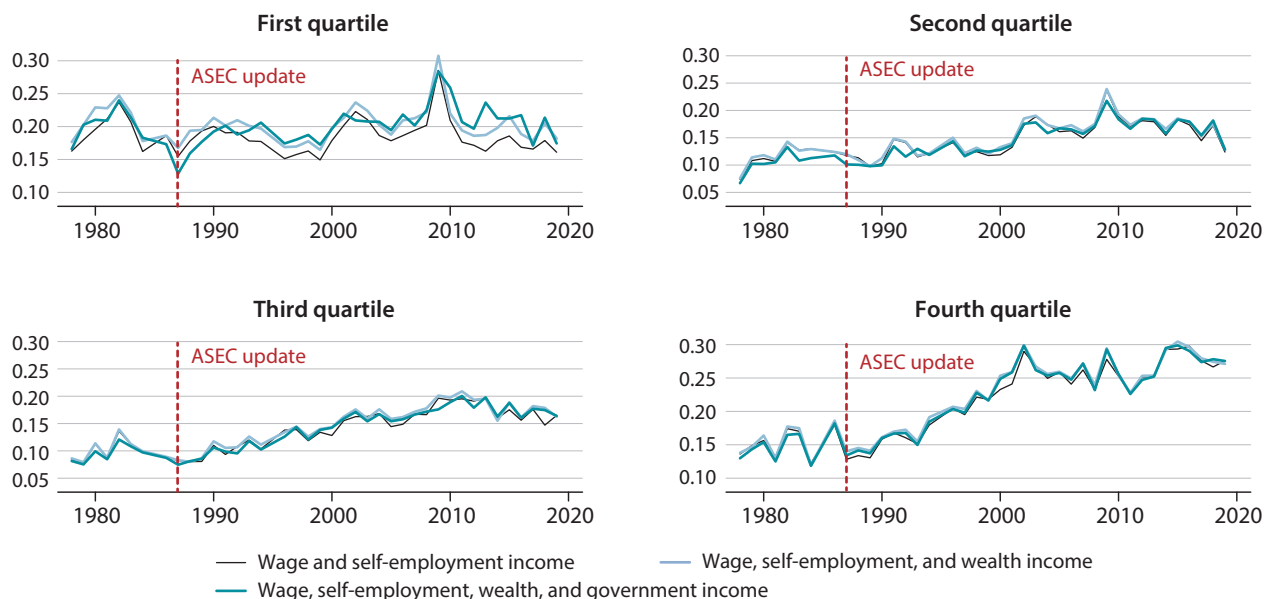 First quartile
0.30
0.25
0.20
0.15
0.10
ASEC update
1980 1990 2000 2010 2020
Second quartile
0.30
0.25
0.20
0.15
0.10
0.05
ASEC update
1980 1990 2000 2010 2020
Third quartile
0.30
0.25
0.20
0.15
0.10
0.05
ASEC update
1980 1990 2000 2010 2020
Fourth quartile
0.30
0.25
0.20
0.15
0.10
ASEC update
1980 1990 2000 2010 2020
Wage and self-employment income
Wage, self-employment, and wealth income
Wage, self-employment, wealth, and government income